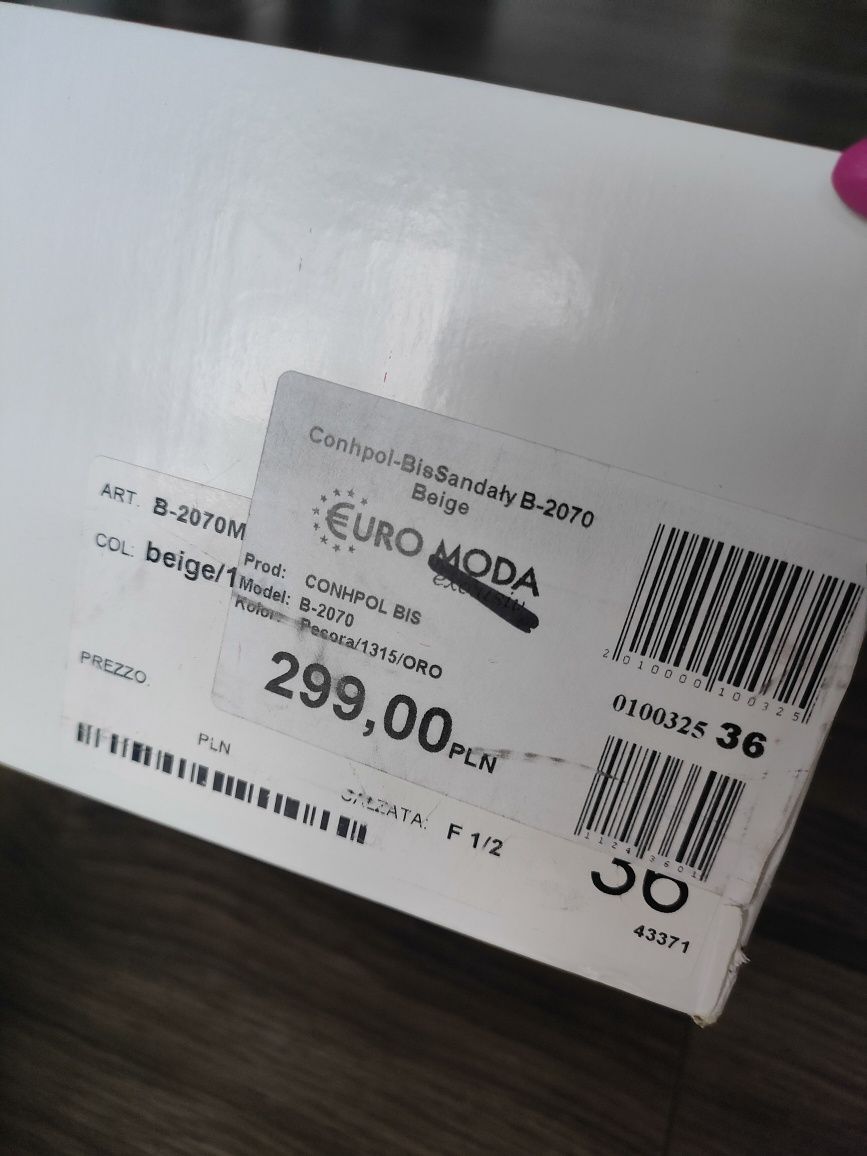 Conhpol-BisSandały B-2070
Beige
€URO MODA
Prod: CONHPOL BIS
Model: B-2070
Kolor: Pecora/1315/ORO
299,00PLN
2010000100325
0100325 36
ART. B-2070M
COL: beige/1
PREZZO.
PLN
CALZATA: F 1/2
36
43371